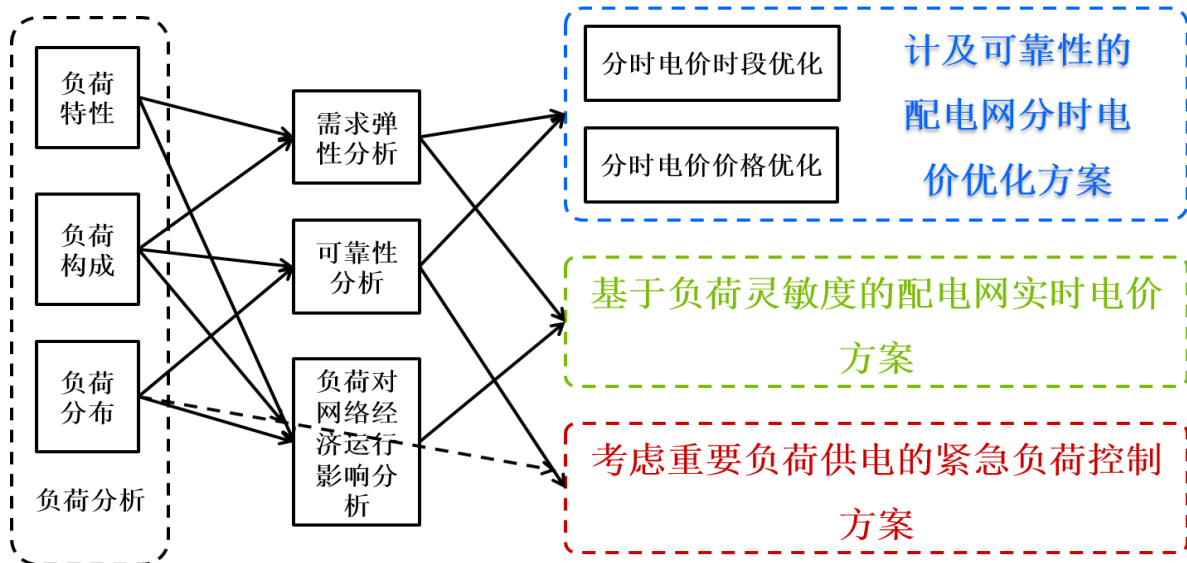 负荷
特性
负荷
构成
负荷
分布
负荷分析
需求弹
性分析
可靠性
分析
负荷对
网络经
济运行
影响分
析
分时电价时段优化
分时电价价格优化
计及可靠性的
配电网分时电
价优化方案
基于负荷灵敏度的配电网实时电价
方案
考虑重要负荷供电的紧急负荷控制
方案